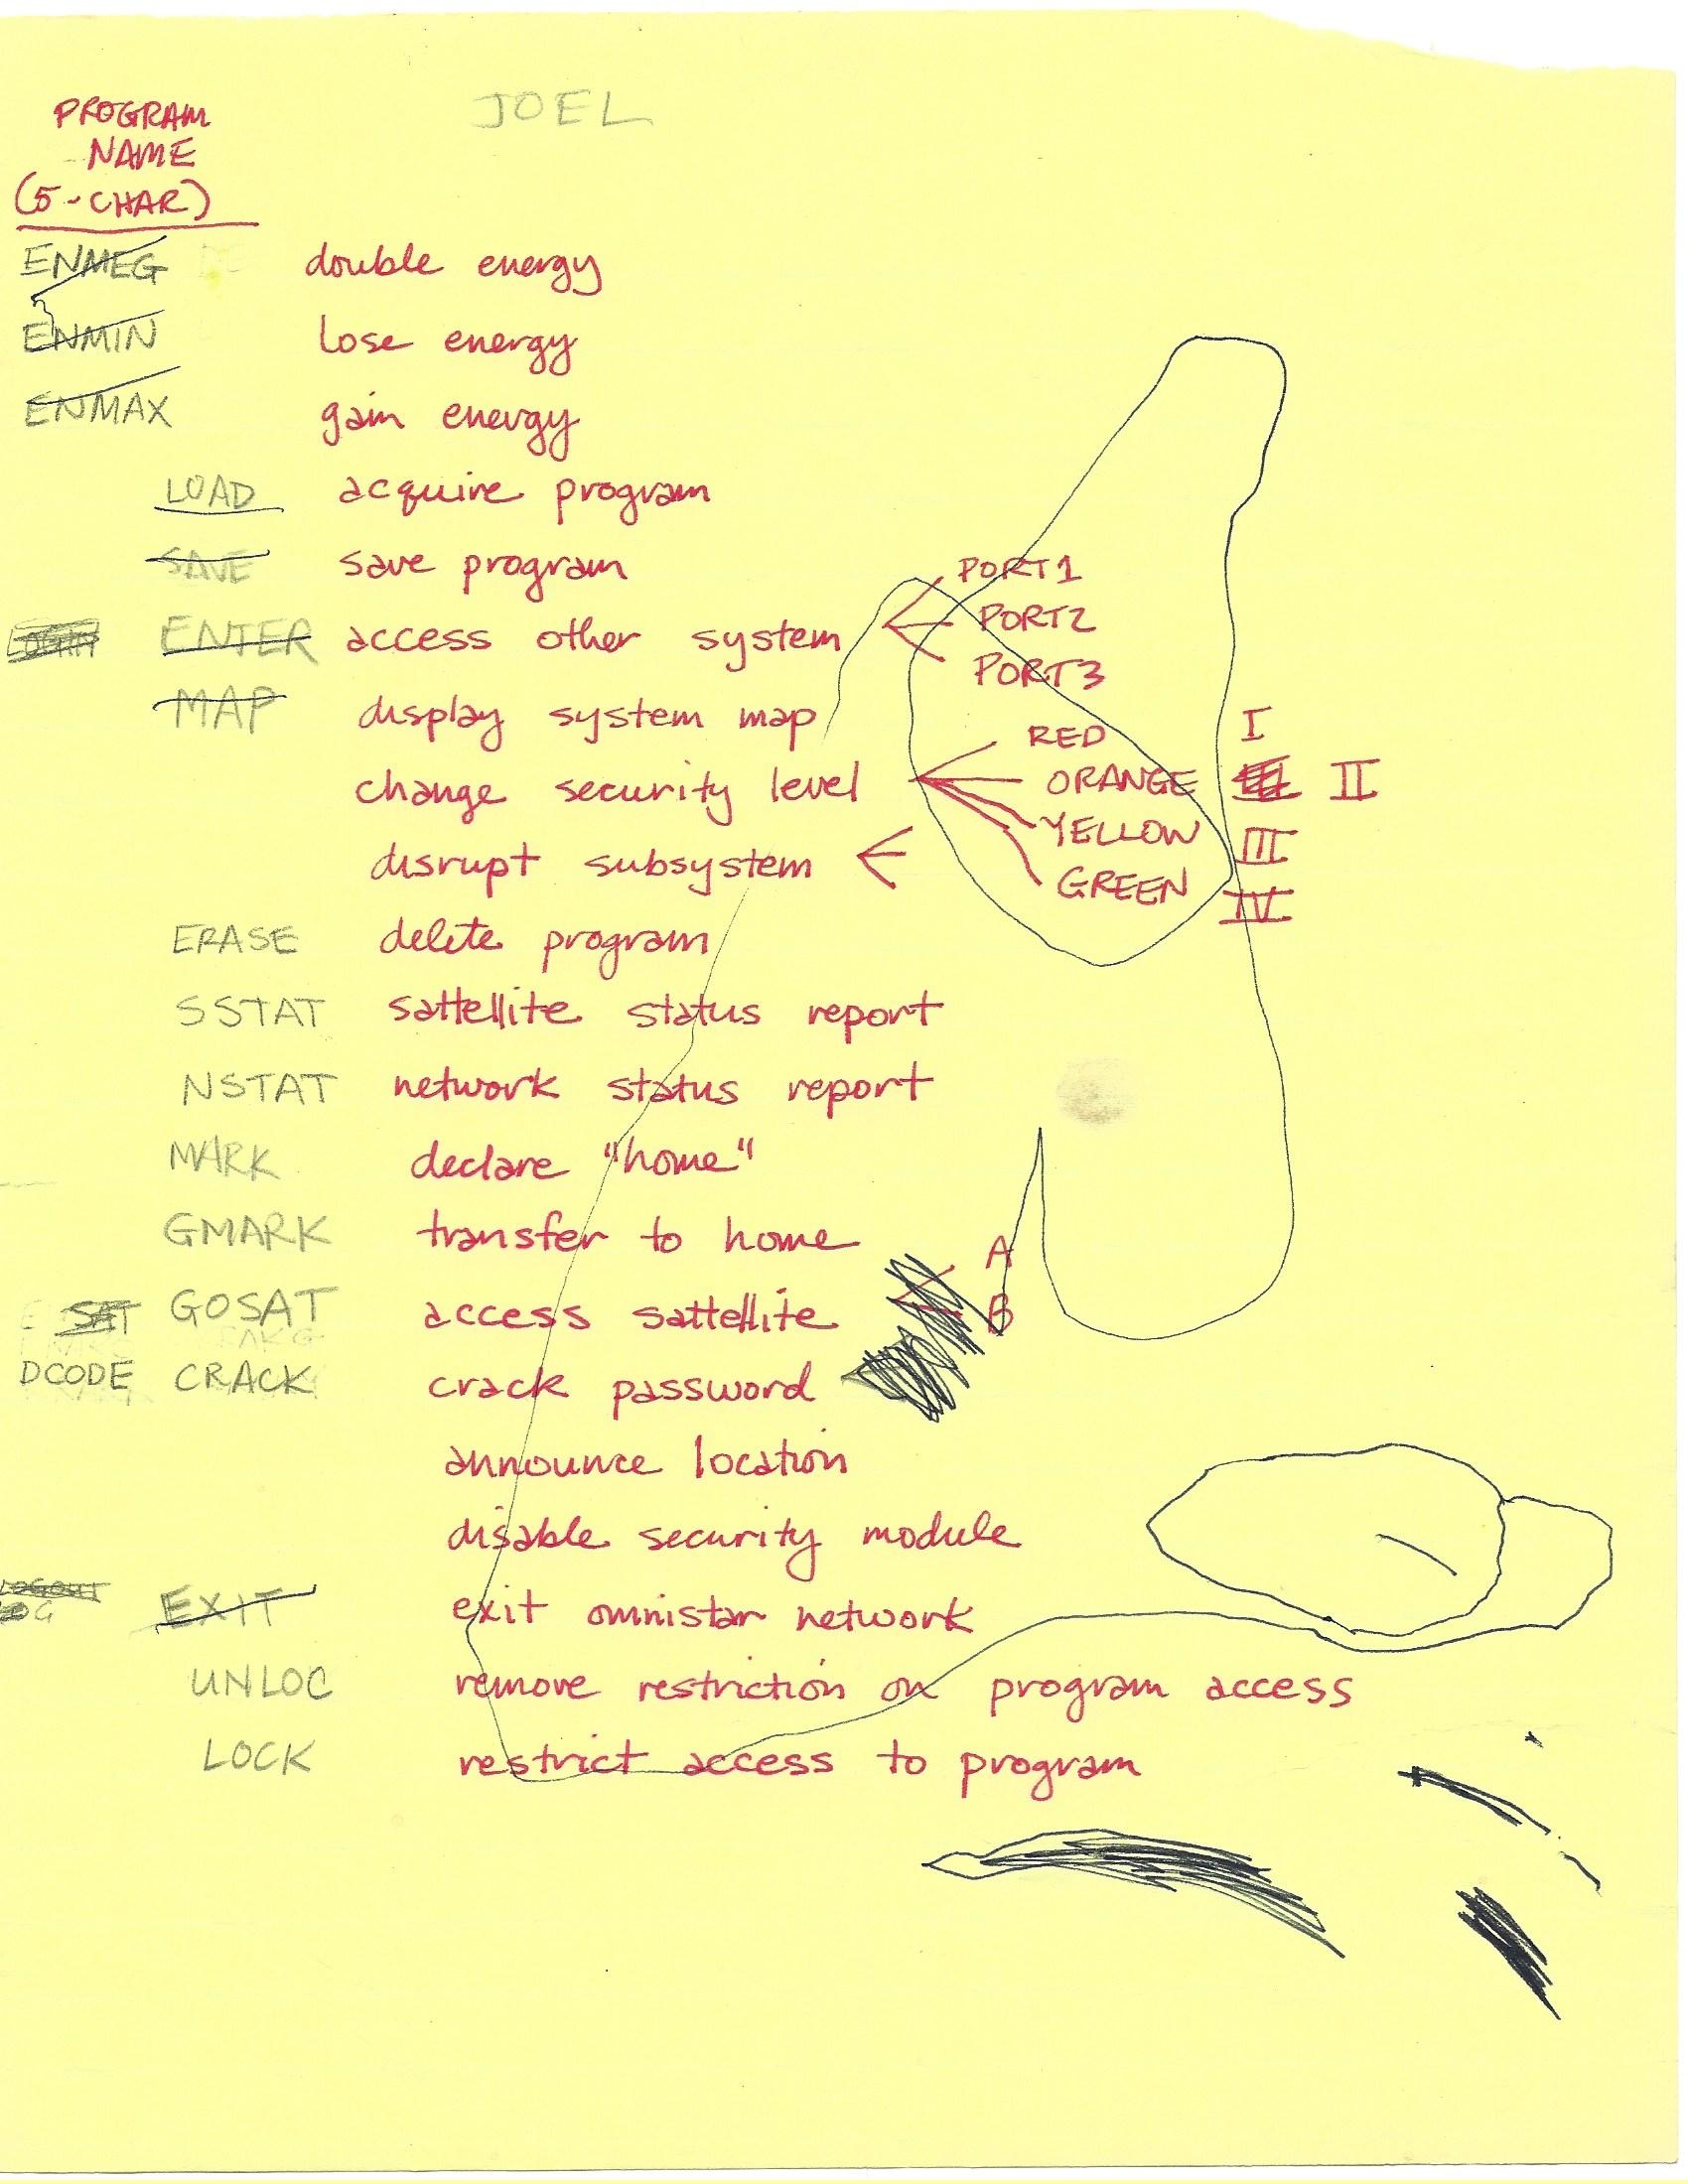 JOEL
PROGRAM
NAME
(5-CHAR)
ENMEG double energy
ENMIN lose energy
ENMAX gain energy
LOAD acquire program
SAVE save program
PORT1
LOGIN ENTER access other system PORT2
PORT3
MAP display system map
RED I
change security level ORANGE II
YELLOW III
disrupt subsystem
GREEN IV
ERASE delete program
SSTAT sattellite status report
NSTAT network status report
MARK declare "home"
GMARK transfer to home
A
SAT GOSAT access sattellite B
DCODE CRACK crack password
announce location
disable security module
LOGOUT
EXIT exit omnistar network
UNLOC remove restriction on program access
LOCK restrict access to program